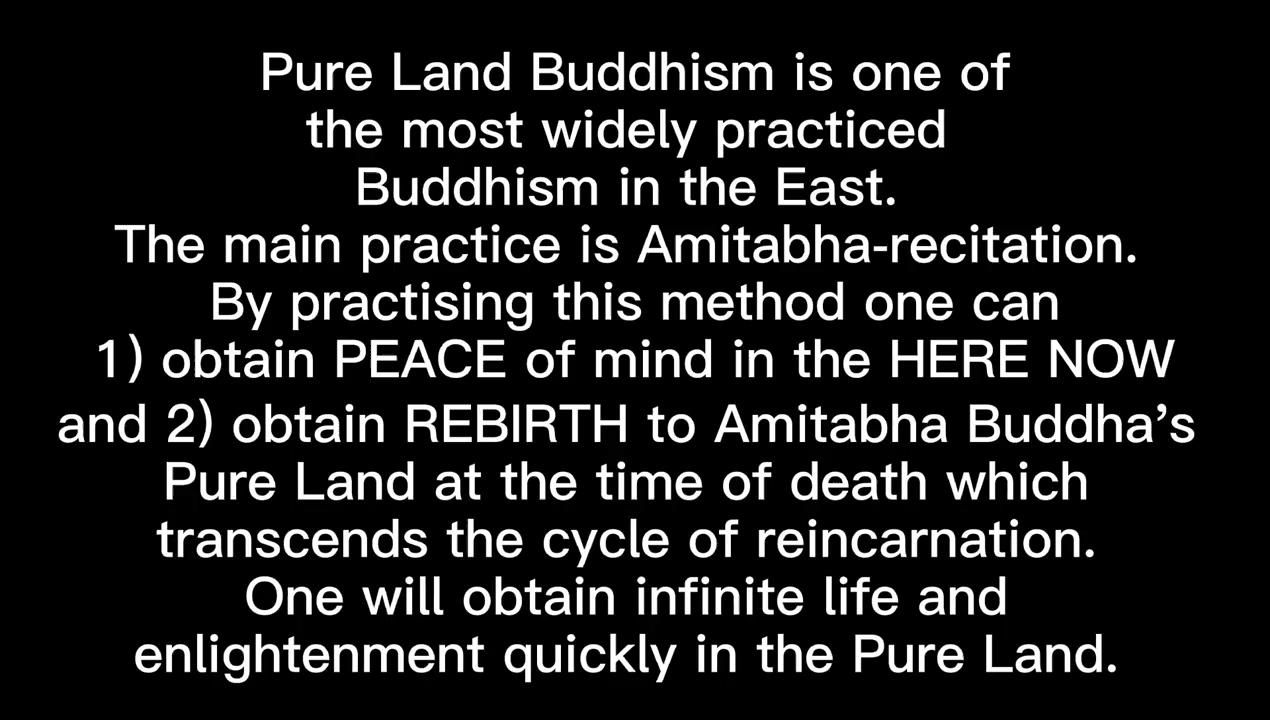 Pure Land Buddhism is one of
the most widely practiced
Buddhism in the East.
The main practice is Amitabha-recitation.
By practising this method one can
1) obtain PEACE of mind in the HERE NOW
and 2) obtain REBIRTH to Amitabha Buddha’s
Pure Land at the time of death which
transcends the cycle of reincarnation.
One will obtain infinite life and
enlightenment quickly in the Pure Land.